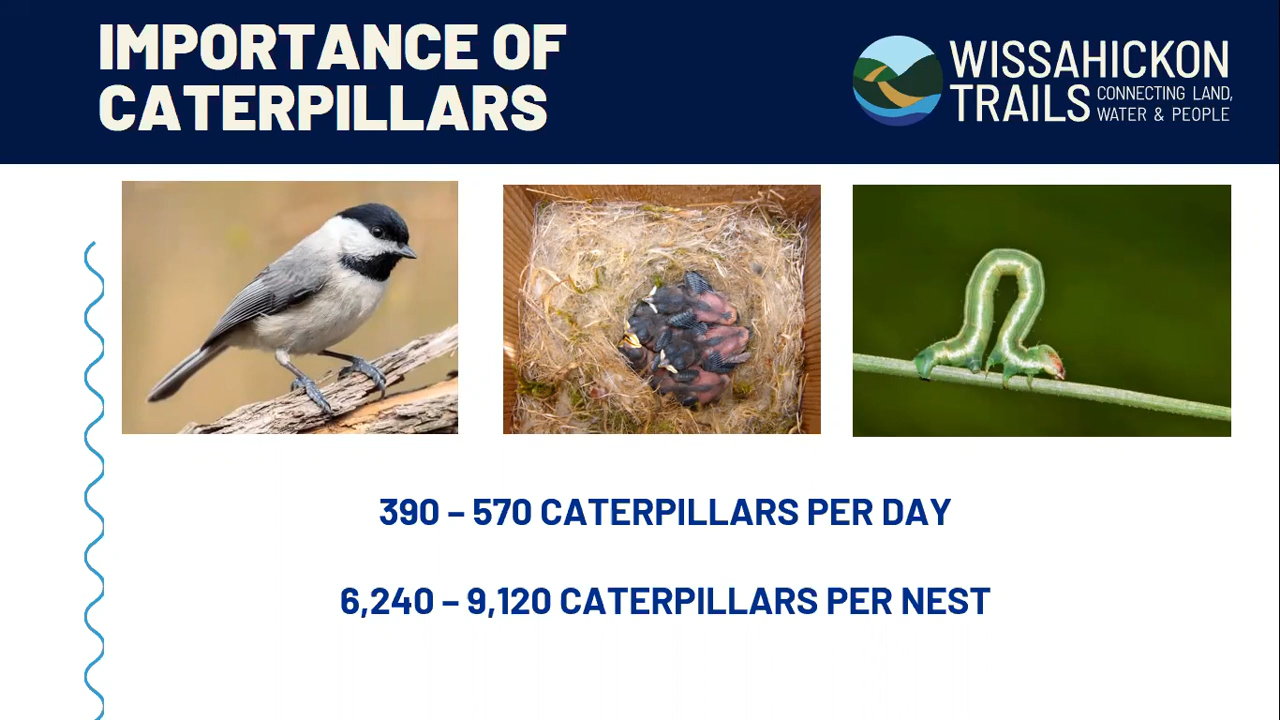 IMPORTANCE OF
CATERPILLARS
WISSAHICKON
TRAILS CONNECTING LAND,
WATER & PEOPLE
390 – 570 CATERPILLARS PER DAY
6,240 – 9,120 CATERPILLARS PER NEST